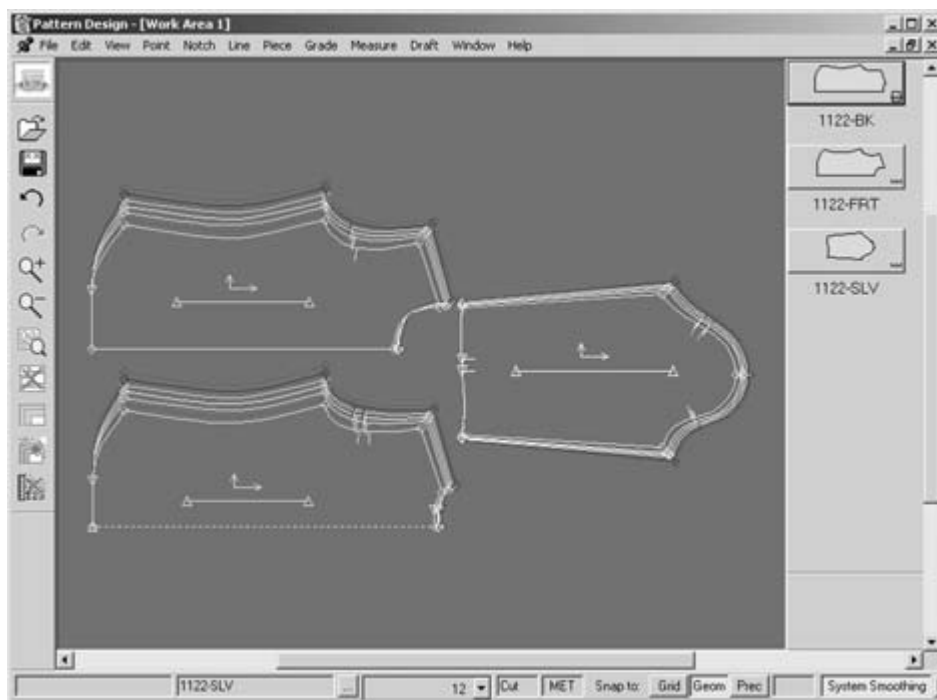 Pattern Design - [Work Area 1]
File Edit View Point Notch Line Piece Grade Measure Draft Window Help
1122-BK
1122-FRT
1122-SLV
1122-SLV ... 12 Cut MET Snap to: Grid Geom Prec System Smoothing